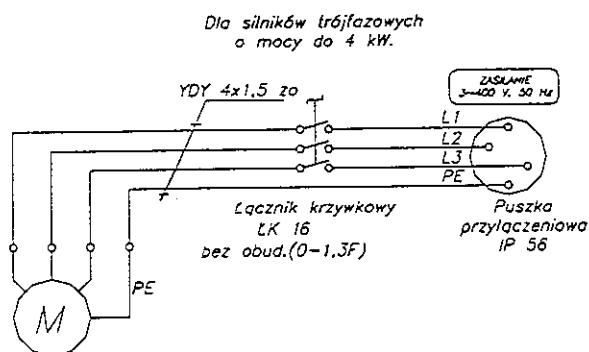 Dla silników trójfazowych
o mocy do 4 kW.
ZASILANIE
3~400 V. 50 Hz
YDY 4x1,5 żo
L1
L2
L3
PE
Łącznik krzywkowy
ŁK 16
bez obud.(0-1,3F)
Puszka
przyłączeniowa
IP 56
PE
M